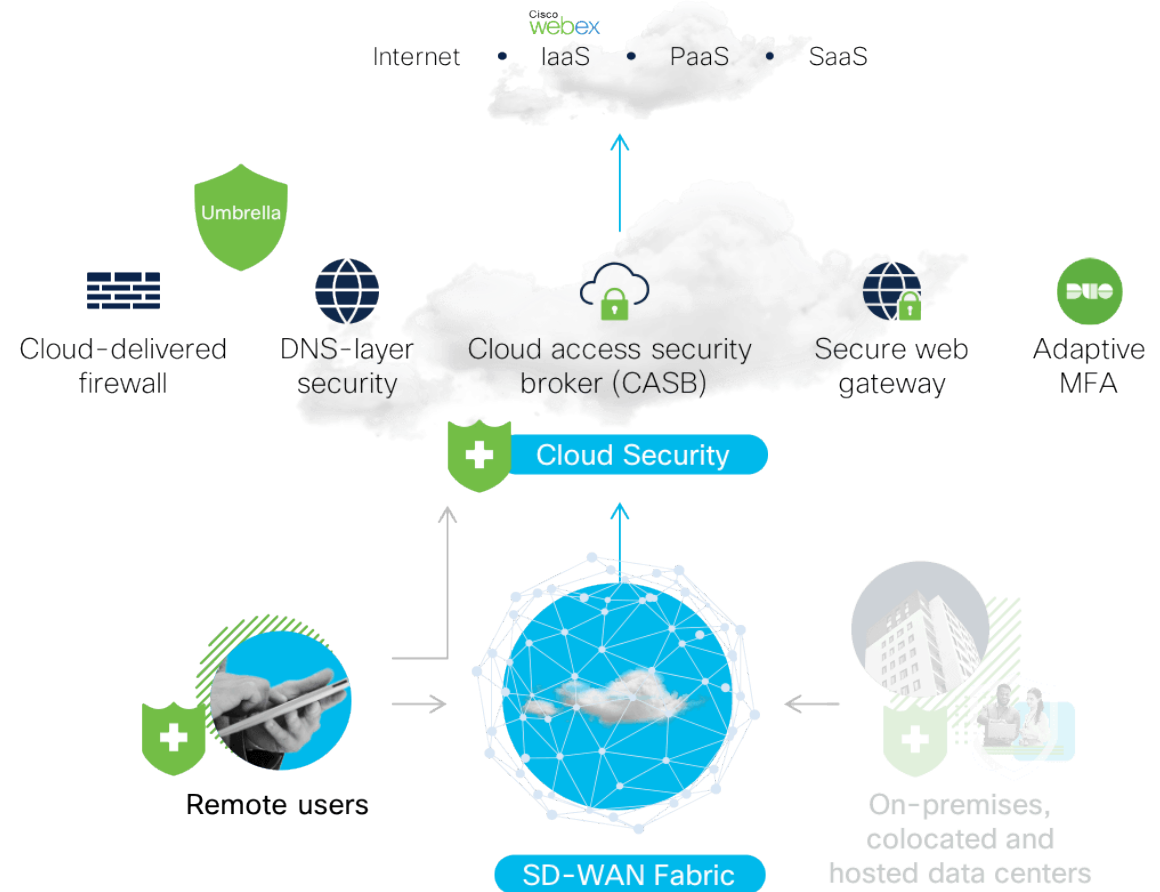 Cisco
webex
Internet • IaaS • PaaS • SaaS
Umbrella
DUO
Cloud-delivered
firewall
DNS-layer
security
Cloud access security
broker (CASB)
Secure web
gateway
Adaptive
MFA
Cloud Security
Remote users
On-premises,
colocated and
hosted data centers
SD-WAN Fabric